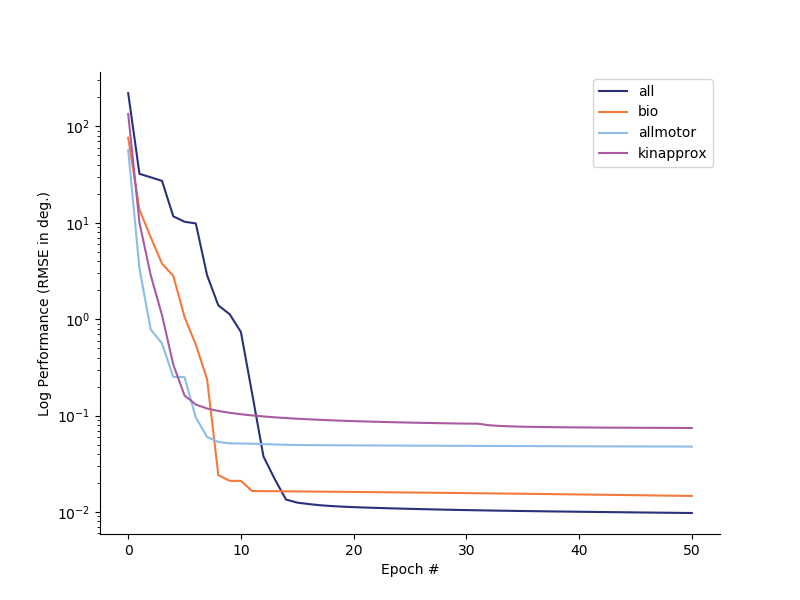 all
bio
allmotor
kinapprox
Log Performance (RMSE in deg.)
10²
10¹
10⁰
10⁻¹
10⁻²
0 10 20 30 40 50
Epoch #